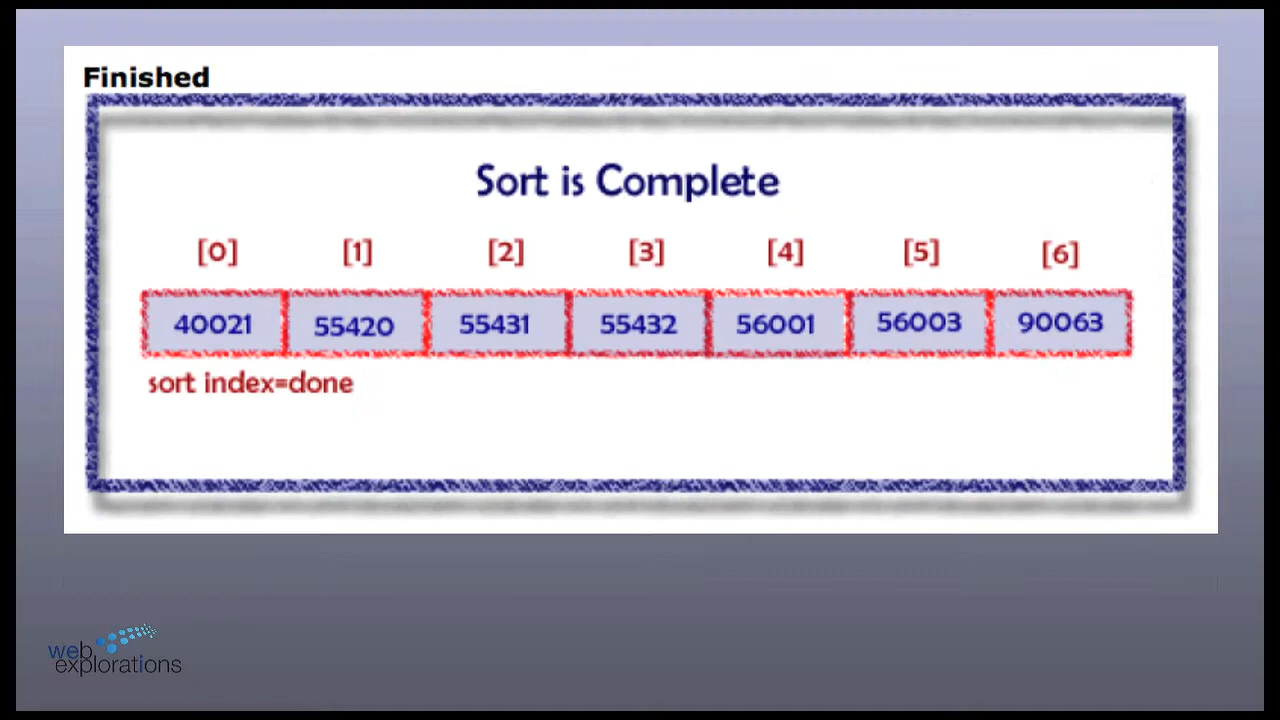 Finished
Sort is Complete
[0] [1] [2] [3] [4] [5] [6]
40021 55420 55431 55432 56001 56003 90063
sort index=done
web
explorations